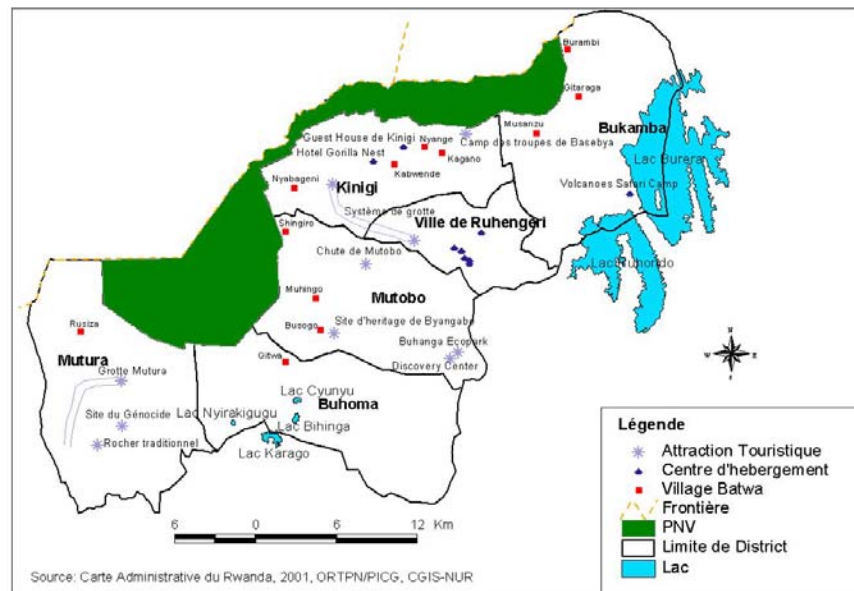 Burambi
Gitaraga
Musanzu
Bukamba
Lac Burera
Guest House de Kinigi
Nyange
Camp des troupes de Basebya
Hotel Gorilla Nest
Kagano
Kabwende
Volcanoes Safari Camp
Nyabageni
Kinigi
Système de grotte
Ville de Ruhengeri
Shingiro
Chute de Mutobo
Lac Ruhondo
Muhingo
Mutobo
Rusiza
Busogo
Site d'heritage de Byangabo
Buhanga Ecopark
Mutura
Gitwa
Discovery Center
Grotte Mutura
Lac Cyunyu
Buhoma
Site du Génocide
Lac Nyirakigugu
Lac Bihinga
Rocher traditionnel
Lac Karago
N
W E
6 0 6 12 Km
Légende
Attraction Touristique
Centre d'hebergement
Village Batwa
Frontière
PNV
Limite de District
Lac
Source: Carte Administrative du Rwanda, 2001, ORTPN/PICG, CGIS-NUR